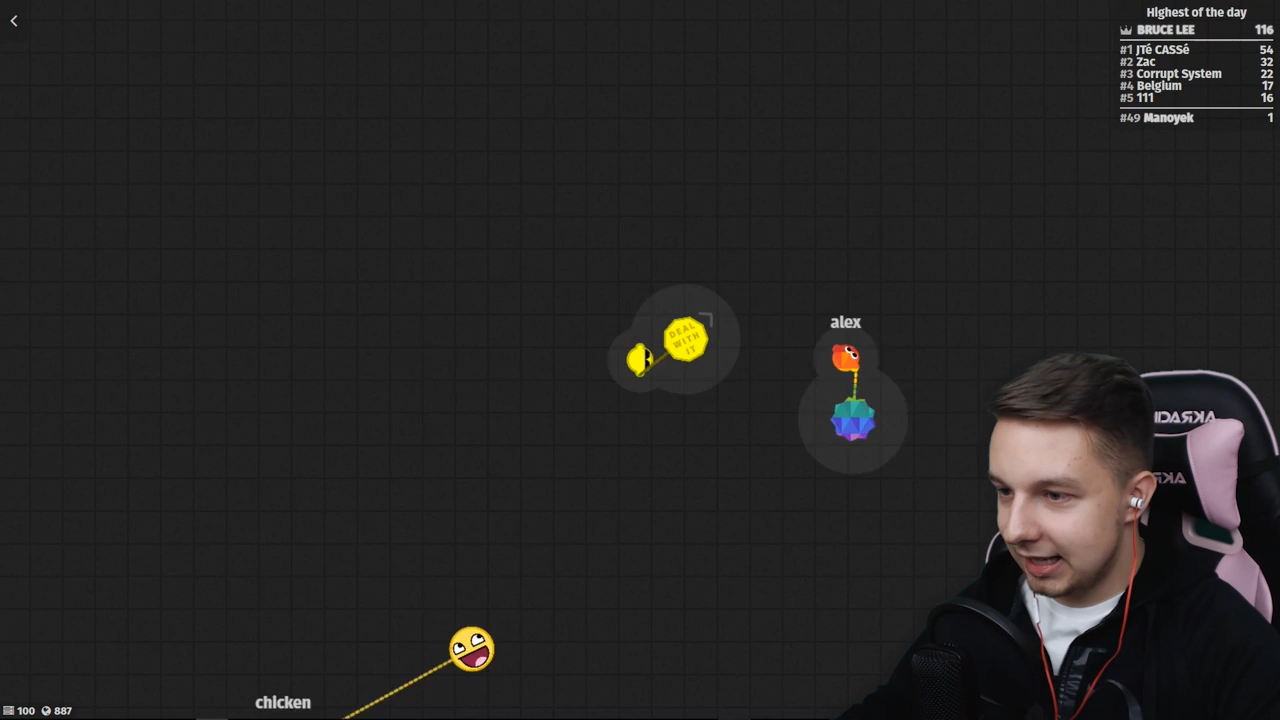 Highest of the day
BRUCE LEE 116
#1 JTé CASSé 54
#2 Zac 32
#3 Corrupt System 22
#4 Belgium 17
#5 111 16
#49 Manoyek 1
DEAL
WITH
IT
alex
chicken
100 887